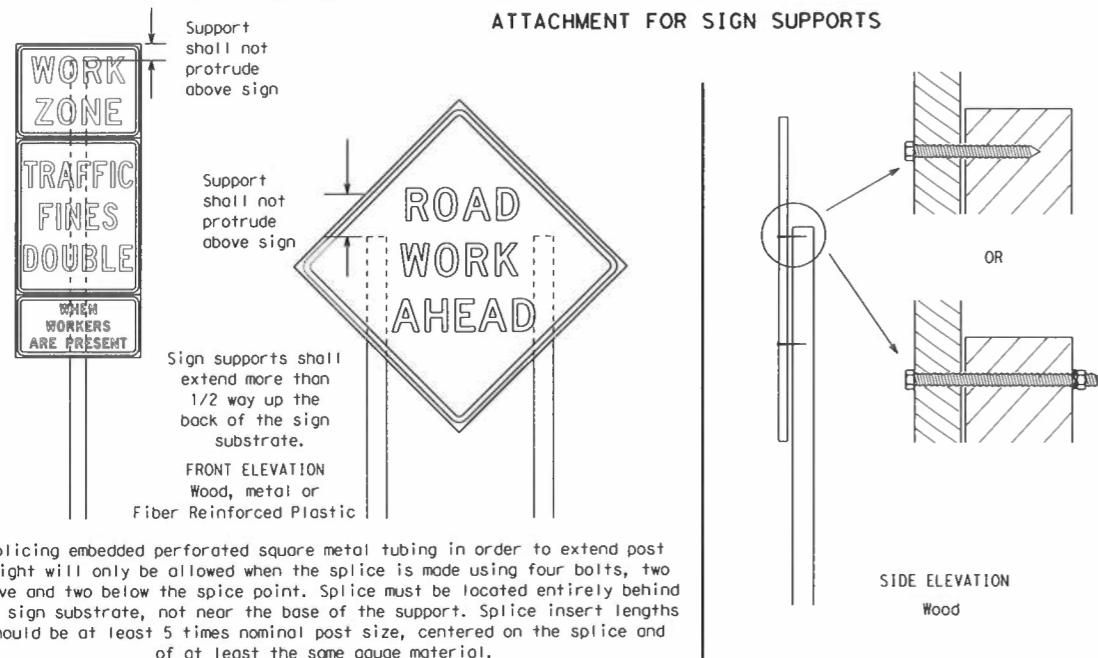 ATTACHMENT FOR SIGN SUPPORTS
Support
shall not
protrude
above sign
WORK
ZONE
TRAFFIC
FINES
DOUBLE
WHEN
WORKERS
ARE PRESENT
Support
shall not
protrude
above sign
ROAD
WORK
AHEAD
Sign supports shall
extend more than
1/2 way up the
back of the sign
substrate.
FRONT ELEVATION
Wood, metal or
Fiber Reinforced Plastic
plicing embedded perforated square metal tubing in order to extend post
ight will only be allowed when the splice is made using four bolts, two
ve and two below the spice point. Splice must be located entirely behind
sign substrate, not near the base of the support. Splice insert lengths
ould be at least 5 times nominal post size, centered on the splice and
of at least the same gauge material.
OR
SIDE ELEVATION
Wood